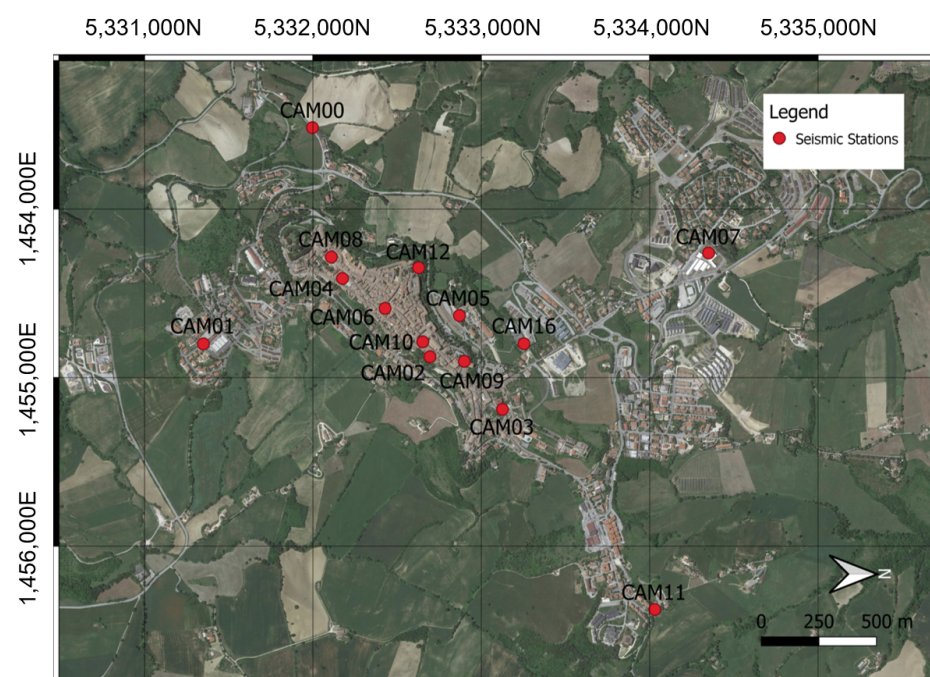 5,331,000N 5,332,000N 5,333,000N 5,334,000N 5,335,000N
Legend
Seismic Stations
CAM00
1,454,000E
CAM07
CAM08
CAM12
CAM04
CAM05
CAM06
CAM01
CAM16
CAM10
CAM02
CAM09
1,455,000E
CAM03
1,456,000E
N
CAM11
0 250 500 m